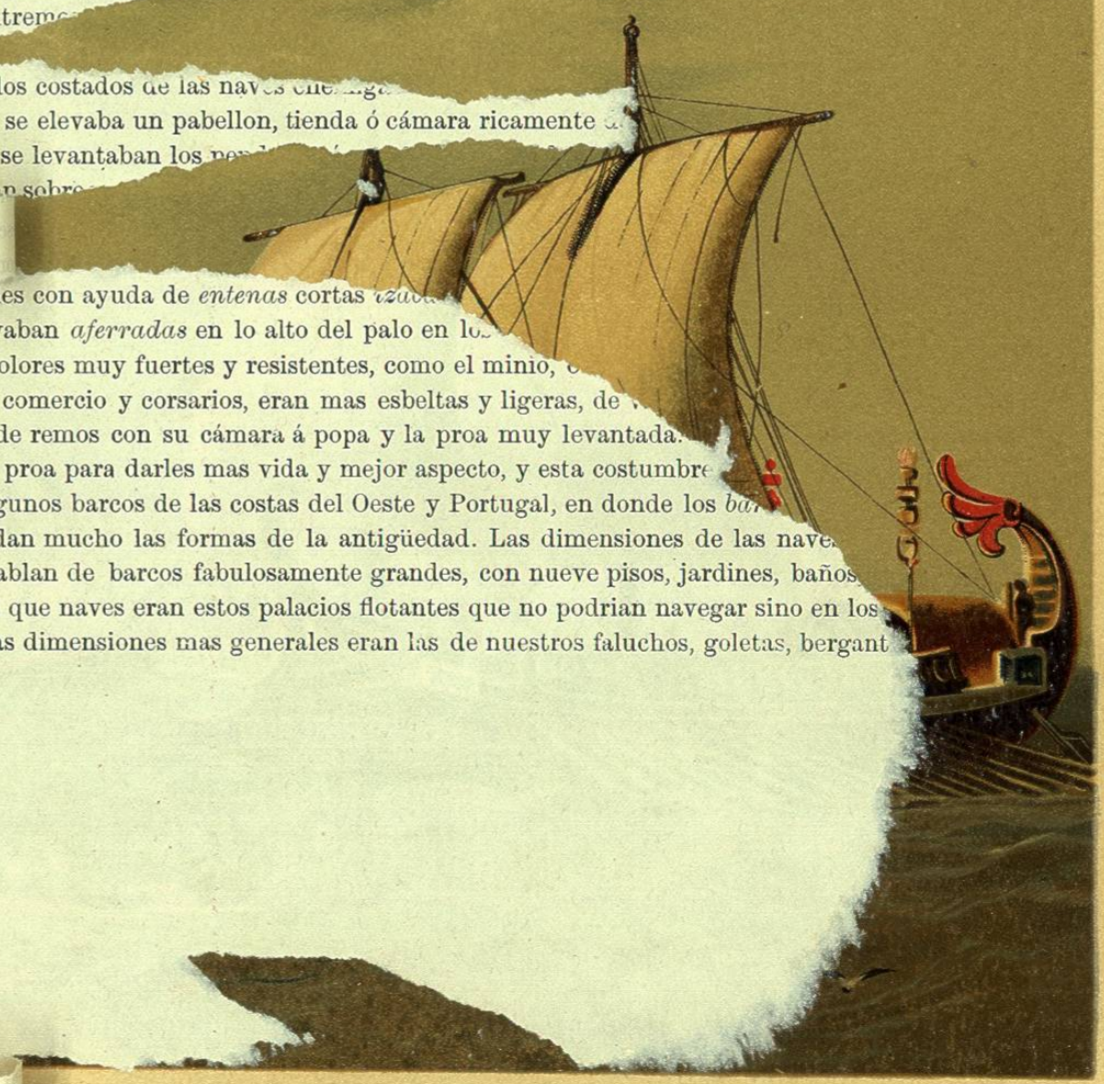 los costados de las naves
se elevaba un pabellon, tienda ó cámara ricamente
se levantaban los
sobre
es con ayuda de entenas cortas izadas
aban aferradas en lo alto del palo en los
olores muy fuertes y resistentes, como el minio,
comercio y corsarios, eran mas esbeltas y ligeras, de
de remos con su cámara á popa y la proa muy levantada.
proa para darles mas vida y mejor aspecto, y esta costumbre
gunos barcos de las costas del Oeste y Portugal, en donde los
dan mucho las formas de la antigüedad. Las dimensiones de las naves
ablan de barcos fabulosamente grandes, con nueve pisos, jardines, baños,
que naves eran estos palacios flotantes que no podrian navegar sino en los
as dimensiones mas generales eran las de nuestros faluchos, goletas, bergant